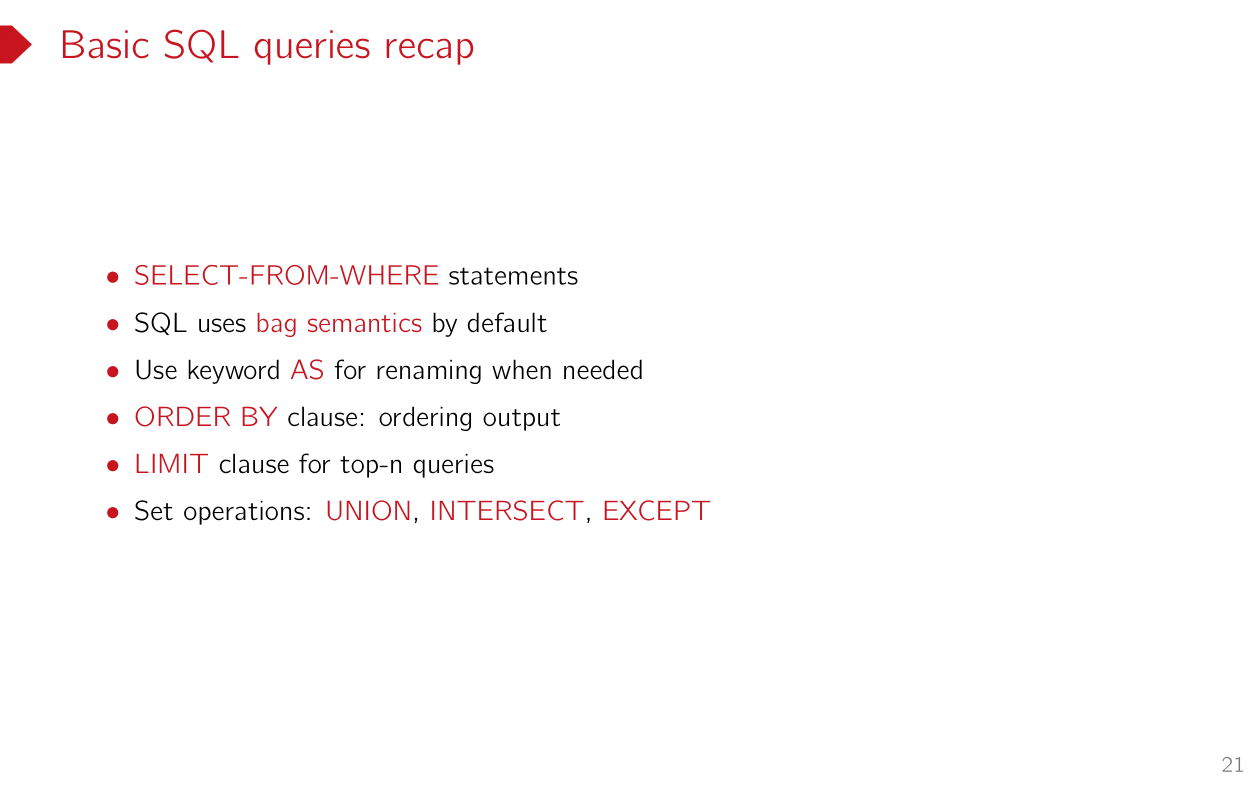 Basic SQL queries recap
• SELECT-FROM-WHERE statements
• SQL uses bag semantics by default
• Use keyword AS for renaming when needed
• ORDER BY clause: ordering output
• LIMIT clause for top-n queries
• Set operations: UNION, INTERSECT, EXCEPT
21